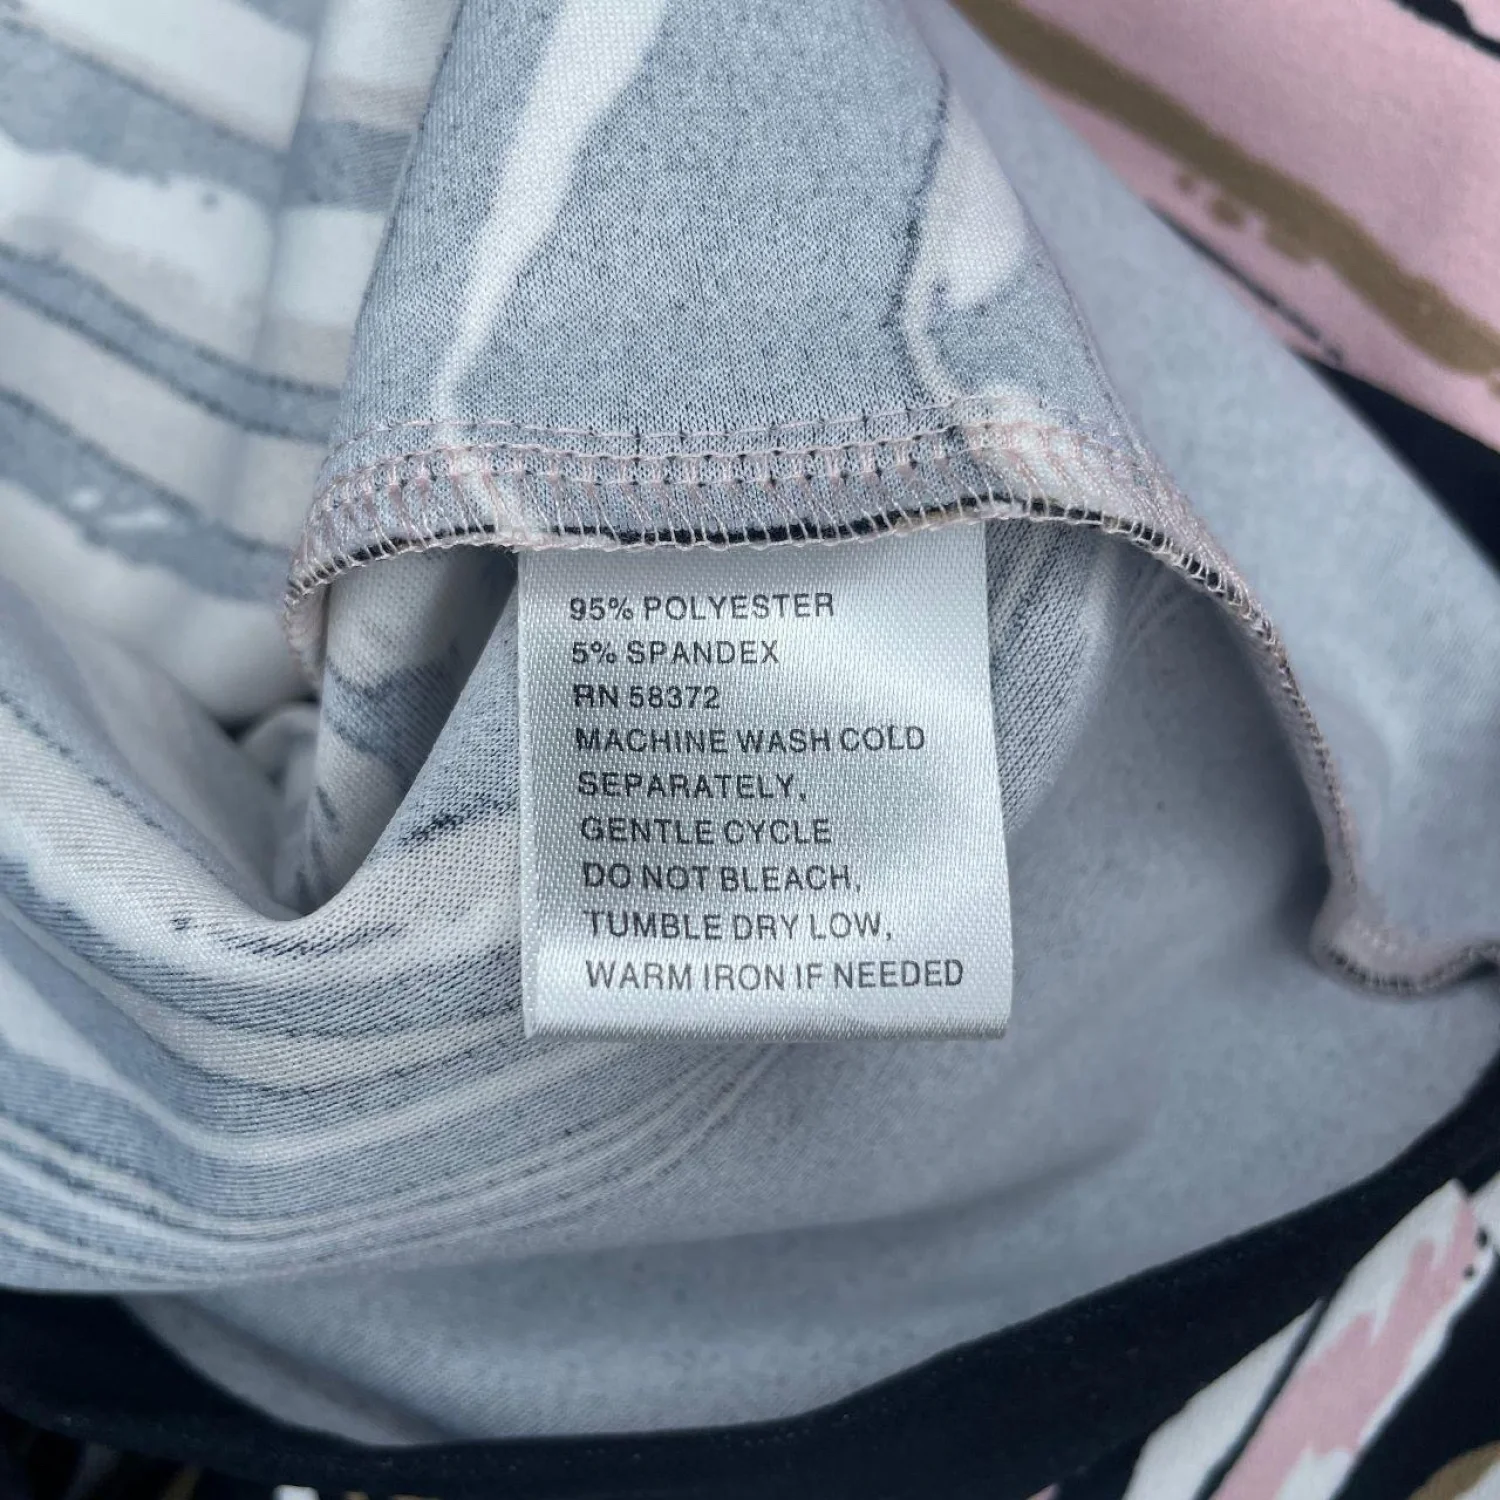 95% POLYESTER
5% SPANDEX
RN 58372
MACHINE WASH COLD
SEPARATELY,
GENTLE CYCLE
DO NOT BLEACH,
TUMBLE DRY LOW,
WARM IRON IF NEEDED